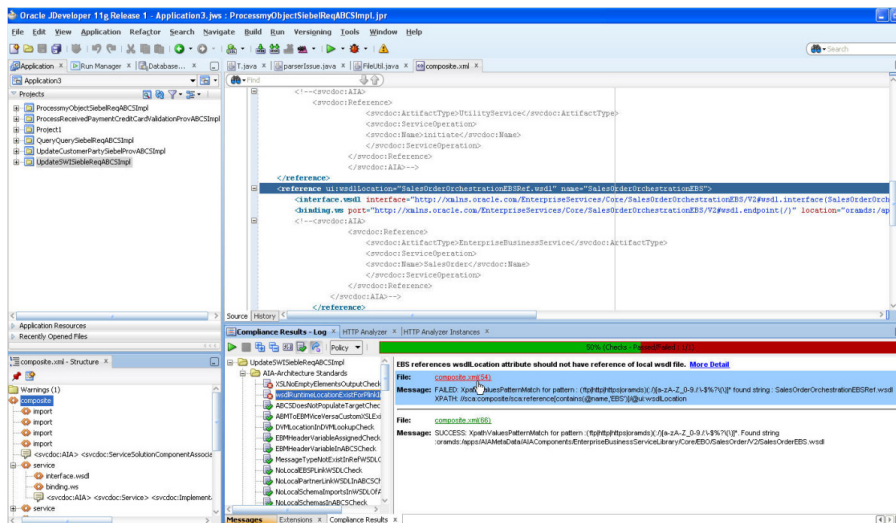 Oracle JDeveloper 11g Release 1 - Application3.jws : ProcessmyObjectSiebelReqABCSImpl.jpr
File Edit View Application Refactor Search Navigate Build Run Versioning Tools Window Help
Search
Application Run Manager Database...
T.java parserIssue.java FileUtil.java composite.xml
Application3
Find
Projects
ProcessmyObjectSiebelReqABCSImpl
ProcessReceivedPaymentCreditCardValidationProvABCSImpl
Project1
QueryQuerySiebelReqABCSImpl
UpdateCustomerPartySiebelProvABCSImpl
UpdateSWISiebleReqABCSImpl
<!--<svcdoc:AIA>
<svcdoc:Reference>
<svcdoc:ArtifactType>UtilityService</svcdoc:ArtifactType>
<svcdoc:ServiceOperation>
<svcdoc:Name>initiate</svcdoc:Name>
</svcdoc:ServiceOperation>
</svcdoc:Reference>
</svcdoc:AIA>-->
</reference>
<reference ui:wsdlLocation="SalesOrderOrchestrationEBSRef.wsdl" name="SalesOrderOrchestrationEBS">
<interface.wsdl interface="http://xmlns.oracle.com/EnterpriseServices/Core/SalesOrderOrchestrationEBS/V2#wsdl.interface(SalesOrderOrch
<binding.ws port="http://xmlns.oracle.com/EnterpriseServices/Core/SalesOrderOrchestrationEBS/V2#wsdl.endpoint(/)" location="oramds:/ap
<!--<svcdoc:AIA>
<svcdoc:Reference>
<svcdoc:ArtifactType>EnterpriseBusinessService</svcdoc:ArtifactType>
<svcdoc:ServiceOperation>
<svcdoc:Name>SalesOrder</svcdoc:Name>
</svcdoc:ServiceOperation>
</svcdoc:Reference>
</svcdoc:AIA>-->
</reference>
Source History
Application Resources
Recently Opened Files
composite.xml - Structure
Warnings (1)
composite
import
import
import
import
<svcdoc:AIA> <svcdoc:ServiceSolutionComponentAssocia
service
interface.wsdl
binding.ws
<svcdoc:AIA> <svcdoc:Service> <svcdoc:Implement
service
Compliance Results - Log HTTP Analyzer HTTP Analyzer Instances
Policy
50% (Checks - Passed/Failed : 1/1)
UpdateSWISiebleReqABCSImpl
AIA-Architecture Standards
XSLNoEmptyElementsOutputCheck
wsdlRuntimeLocationExistForPlinkI
ABCSDoesNotPopulateTargetChec
ABMToEBMViceVersaCustomXSLExi
DVMLocationInDVMLookupCheck
EBMHeaderVariableAssignedCheck
EBMHeaderVariableInABCSCheck
MessageTypeNotExistInRefWSDLC
NoLocalEBSPLinkWSDLCheck
NoLocalPartnerLinkWSDLInABCSCh
NoLocalSchemaImportsInWSDLOfA
NoLocalSchemasInABCSCheck
EBS references wsdlLocation attribute should not have reference of local wsdl file. More Detail
File: composite.xml(54)
Message: FAILED: XpathValuesPatternMatch for pattern : (ftp|http|https|oramds)(:/)[a-zA-Z_0-9./\-$%?\(\)]* found string : SalesOrderOrchestrationEBSRef.wsdl
XPATH: //sca:composite/sca:reference[contains(@name,'EBS')]/@ui:wsdlLocation
File: composite.xml(66)
Message: SUCCESS: XpathValuesPatternMatch for pattern : (ftp|http|https|oramds)(:/)[a-zA-Z_0-9./\-$%?\(\)]*. Found string
:oramds:/apps/AIAMetaData/AIAComponents/EnterpriseBusinessServiceLibrary/Core/EBO/SalesOrder/V2/SalesOrderEBS.wsdl
Messages Extensions Compliance Results